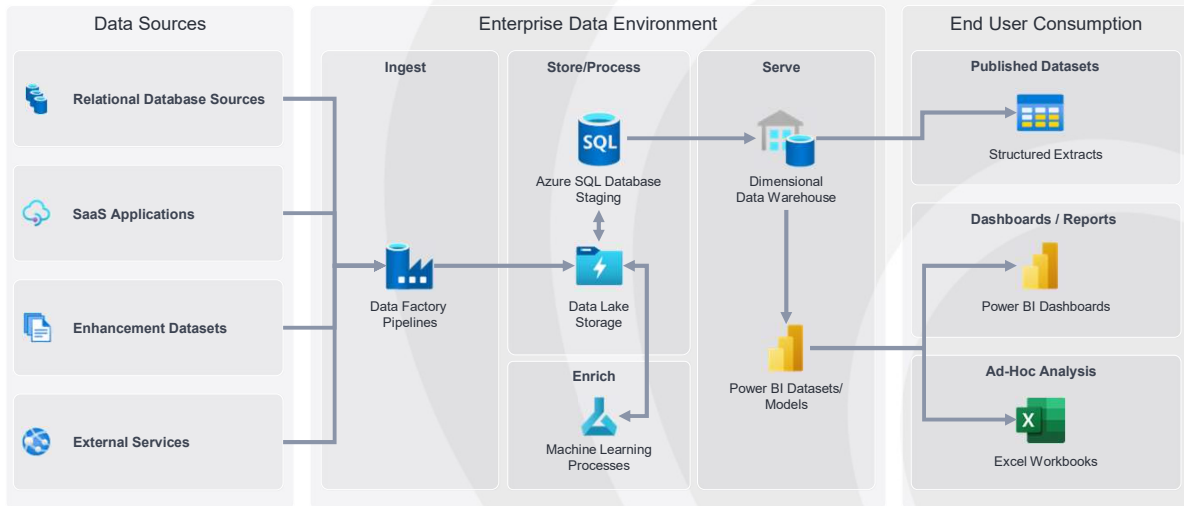 Data Sources
Relational Database Sources
SaaS Applications
Enhancement Datasets
External Services
Enterprise Data Environment
Ingest
Data Factory
Pipelines
Store/Process
SQL
Azure SQL Database
Staging
Data Lake
Storage
Enrich
Machine Learning
Processes
Serve
Dimensional
Data Warehouse
Power BI Datasets/
Models
End User Consumption
Published Datasets
Structured Extracts
Dashboards / Reports
Power BI Dashboards
Ad-Hoc Analysis
X
Excel Workbooks